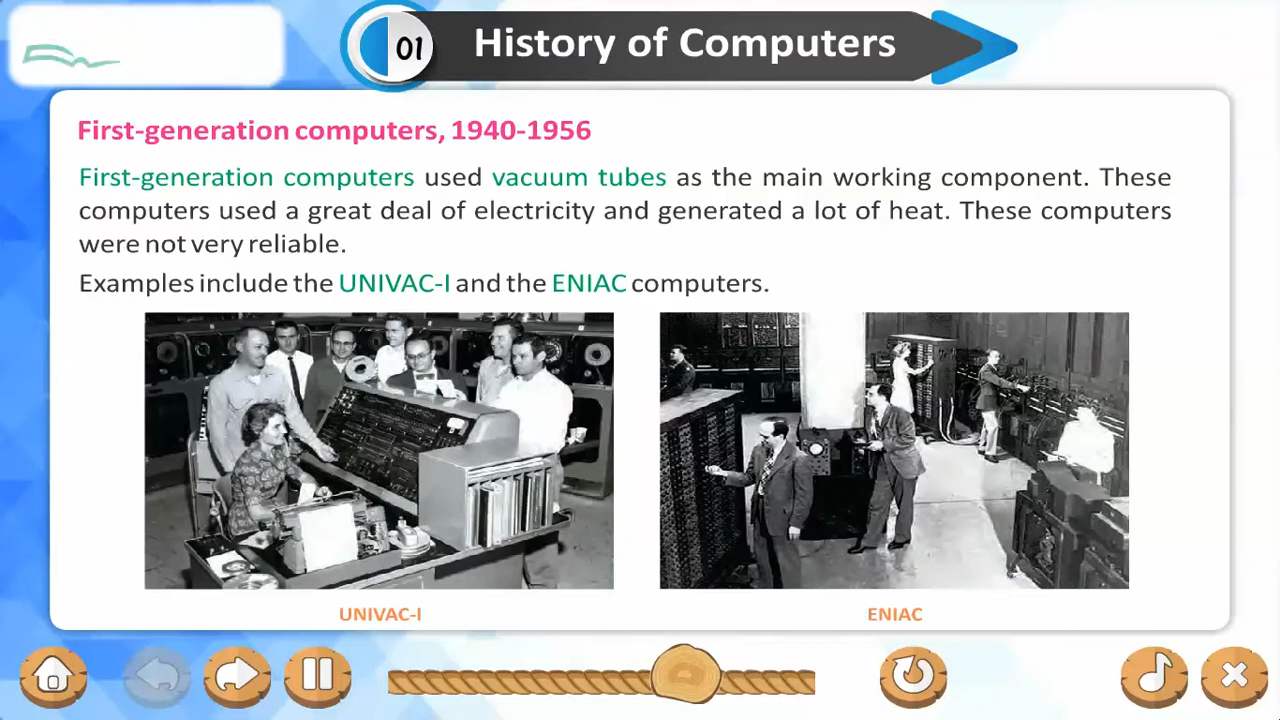 01
History of Computers
First-generation computers, 1940-1956
First-generation computers used vacuum tubes as the main working component. These
computers used a great deal of electricity and generated a lot of heat. These computers
were not very reliable.
Examples include the UNIVAC-I and the ENIAC computers.
UNIVAC-I
ENIAC